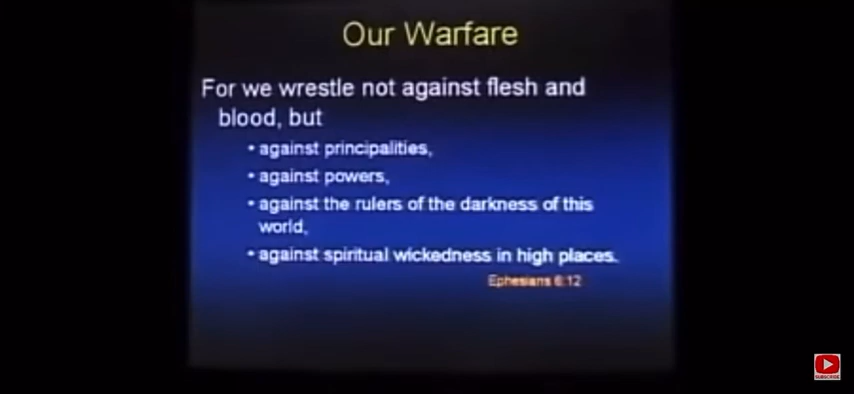 Our Warfare
For we wrestle not against flesh and
blood, but
• against principalities,
• against powers,
• against the rulers of the darkness of this
world,
• against spiritual wickedness in high places.
Ephesians 6:12
SUBSCRIBE